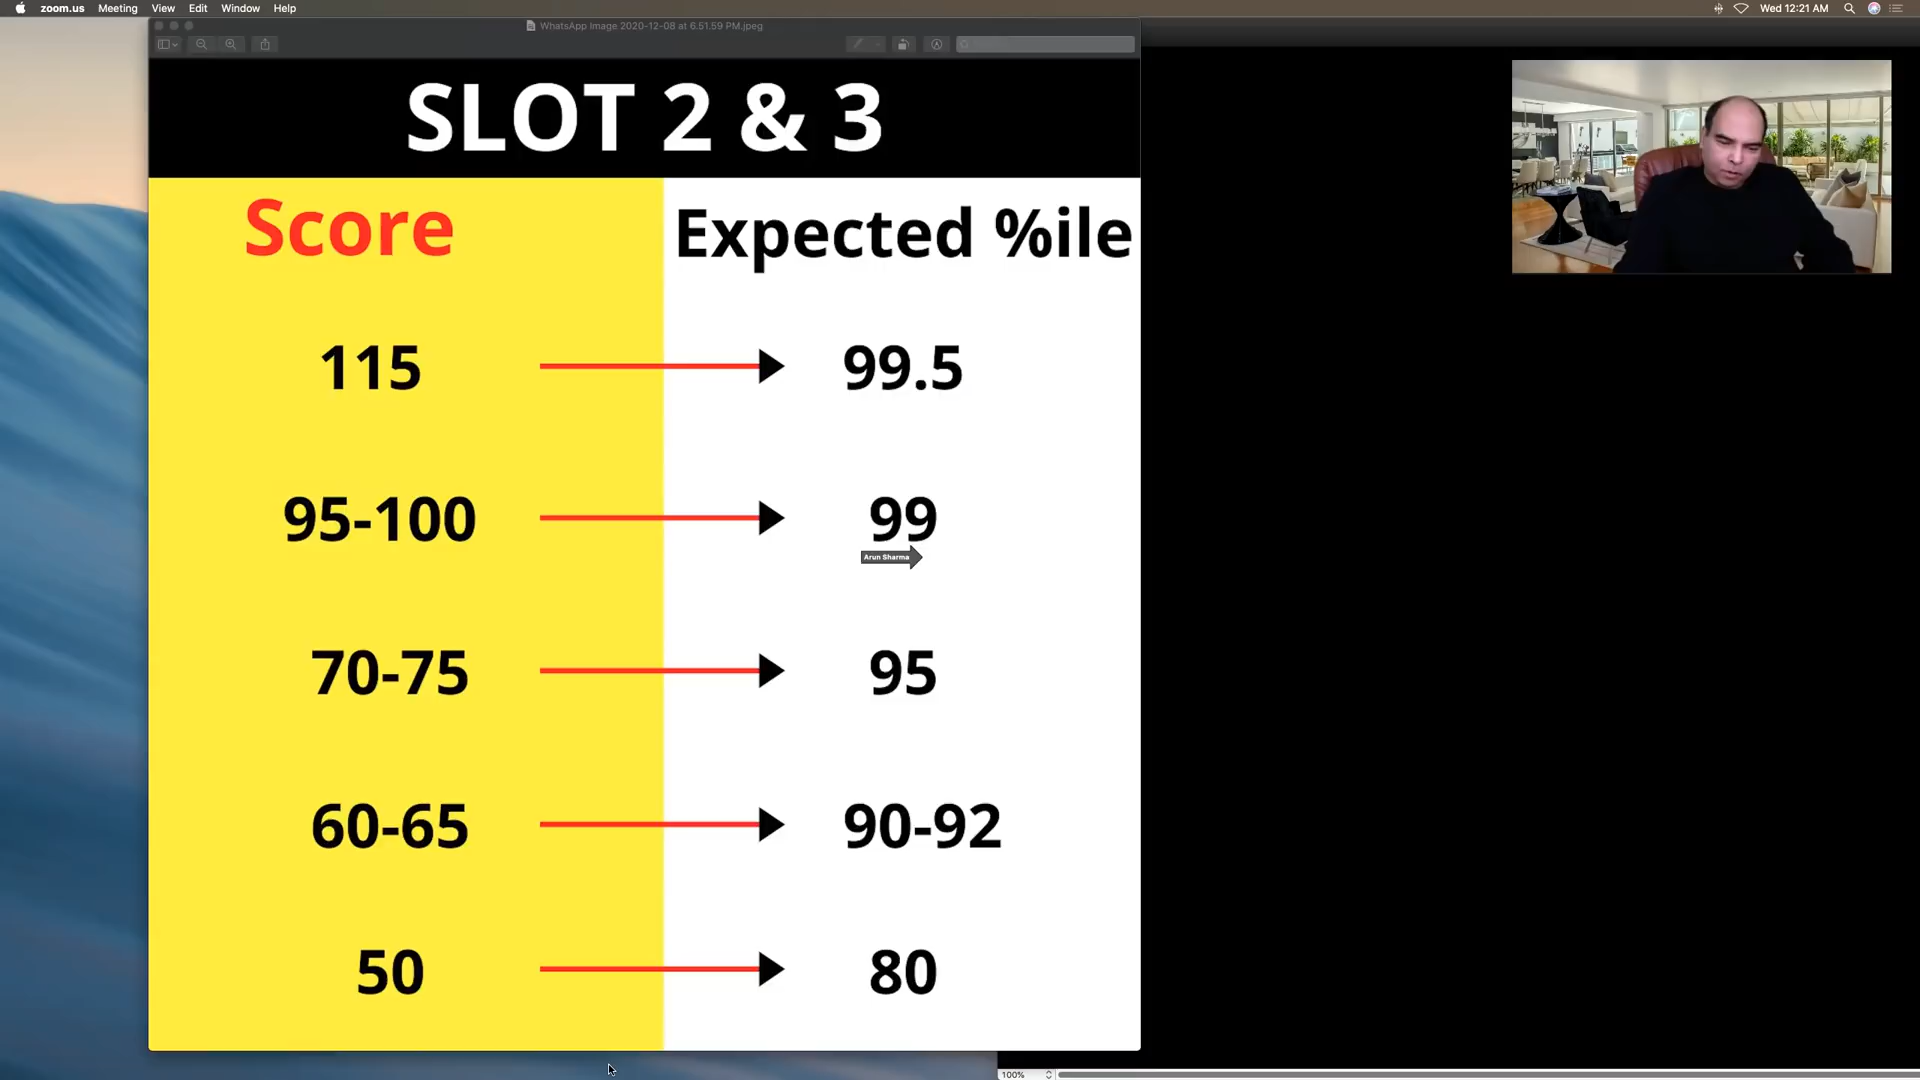 zoom.us Meeting View Edit Window Help
Wed 12:21 AM
WhatsApp Image 2020-12-08 at 6.51.59 PM.jpeg
SLOT 2 & 3
Score Expected %ile
115 99.5
95-100 99
Arun Sharma
70-75 95
60-65 90-92
50 80
100%